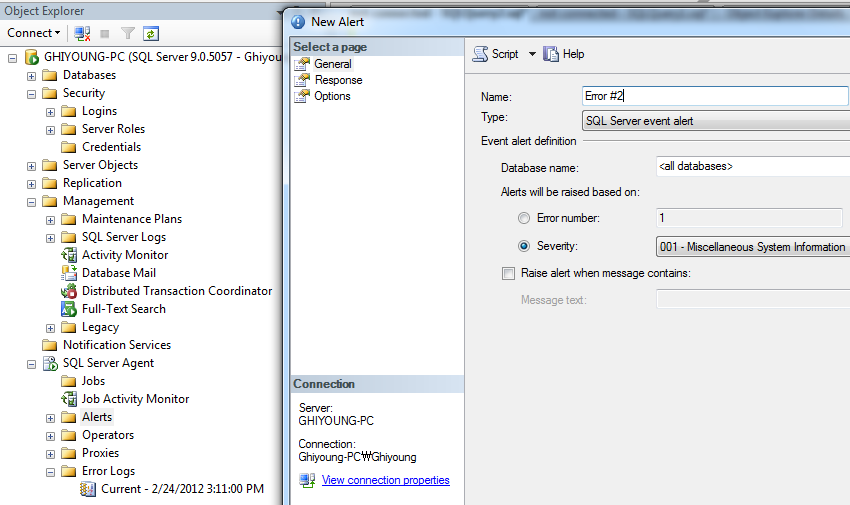 Object Explorer
Connect
GHIYOUNG-PC (SQL Server 9.0.5057 - Ghiyou
Databases
Security
Logins
Server Roles
Credentials
Server Objects
Replication
Management
Maintenance Plans
SQL Server Logs
Activity Monitor
Database Mail
Distributed Transaction Coordinator
Full-Text Search
Legacy
Notification Services
SQL Server Agent
Jobs
Job Activity Monitor
Alerts
Operators
Proxies
Error Logs
Current - 2/24/2012 3:11:00 PM
New Alert
Select a page
General
Response
Options
Script
Help
Name:
Error #2
Type:
SQL Server event alert
Event alert definition
Database name:
<all databases>
Alerts will be raised based on:
Error number:
1
Severity:
001 - Miscellaneous System Information
Raise alert when message contains:
Message text:
Connection
Server:
GHIYOUNG-PC
Connection:
Ghiyoung-PC₩Ghiyoung
View connection properties